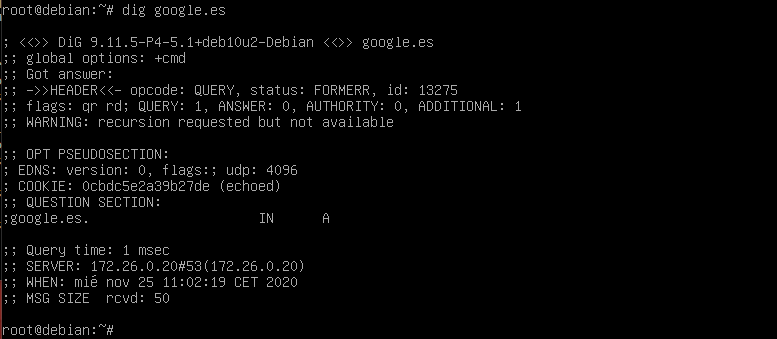 root@debian:~# dig google.es
; <<>> DiG 9.11.5-P4-5.1+deb10u2-Debian <<>> google.es
;; global options: +cmd
;; Got answer:
;; ->>HEADER<<- opcode: QUERY, status: FORMERR, id: 13275
;; flags: qr rd; QUERY: 1, ANSWER: 0, AUTHORITY: 0, ADDITIONAL: 1
;; WARNING: recursion requested but not available
;; OPT PSEUDOSECTION:
; EDNS: version: 0, flags:; udp: 4096
; COOKIE: 0cbdc5e2a39b27de (echoed)
;; QUESTION SECTION:
;google.es. IN A
;; Query time: 1 msec
;; SERVER: 172.26.0.20#53(172.26.0.20)
;; WHEN: mié nov 25 11:02:19 CET 2020
;; MSG SIZE rcvd: 50
root@debian:~#